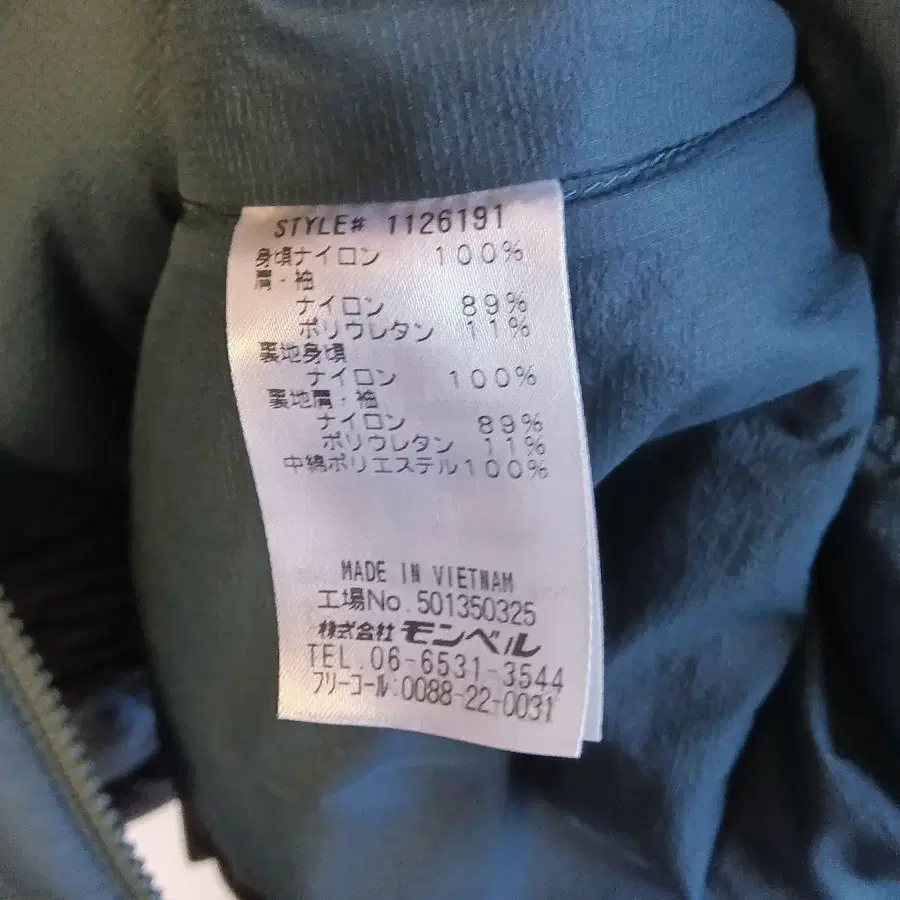 STYLE# 1126191
身頃ナイロン 100%
肩・袖
ナイロン 89%
ポリウレタン 11%
裏地身頃
ナイロン 100%
裏地肩・袖
ナイロン 89%
ポリウレタン 11%
中綿ポリエステル100%
MADE IN VIETNAM
工場No.501350325
株式会社 モンベル
TEL.06-6531-3544
フリーコール:0088-22-0031